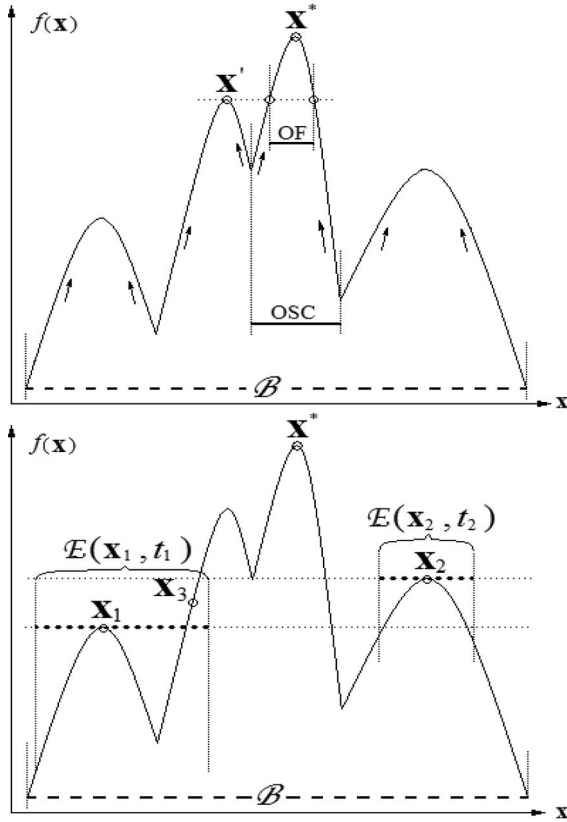 f(x)
x*
x'
OF
OSC
ℬ
x
f(x)
x*
ℰ(x₂, t₂)
ℰ(x₁, t₁)
x₂
x₃
x₁
ℬ
x